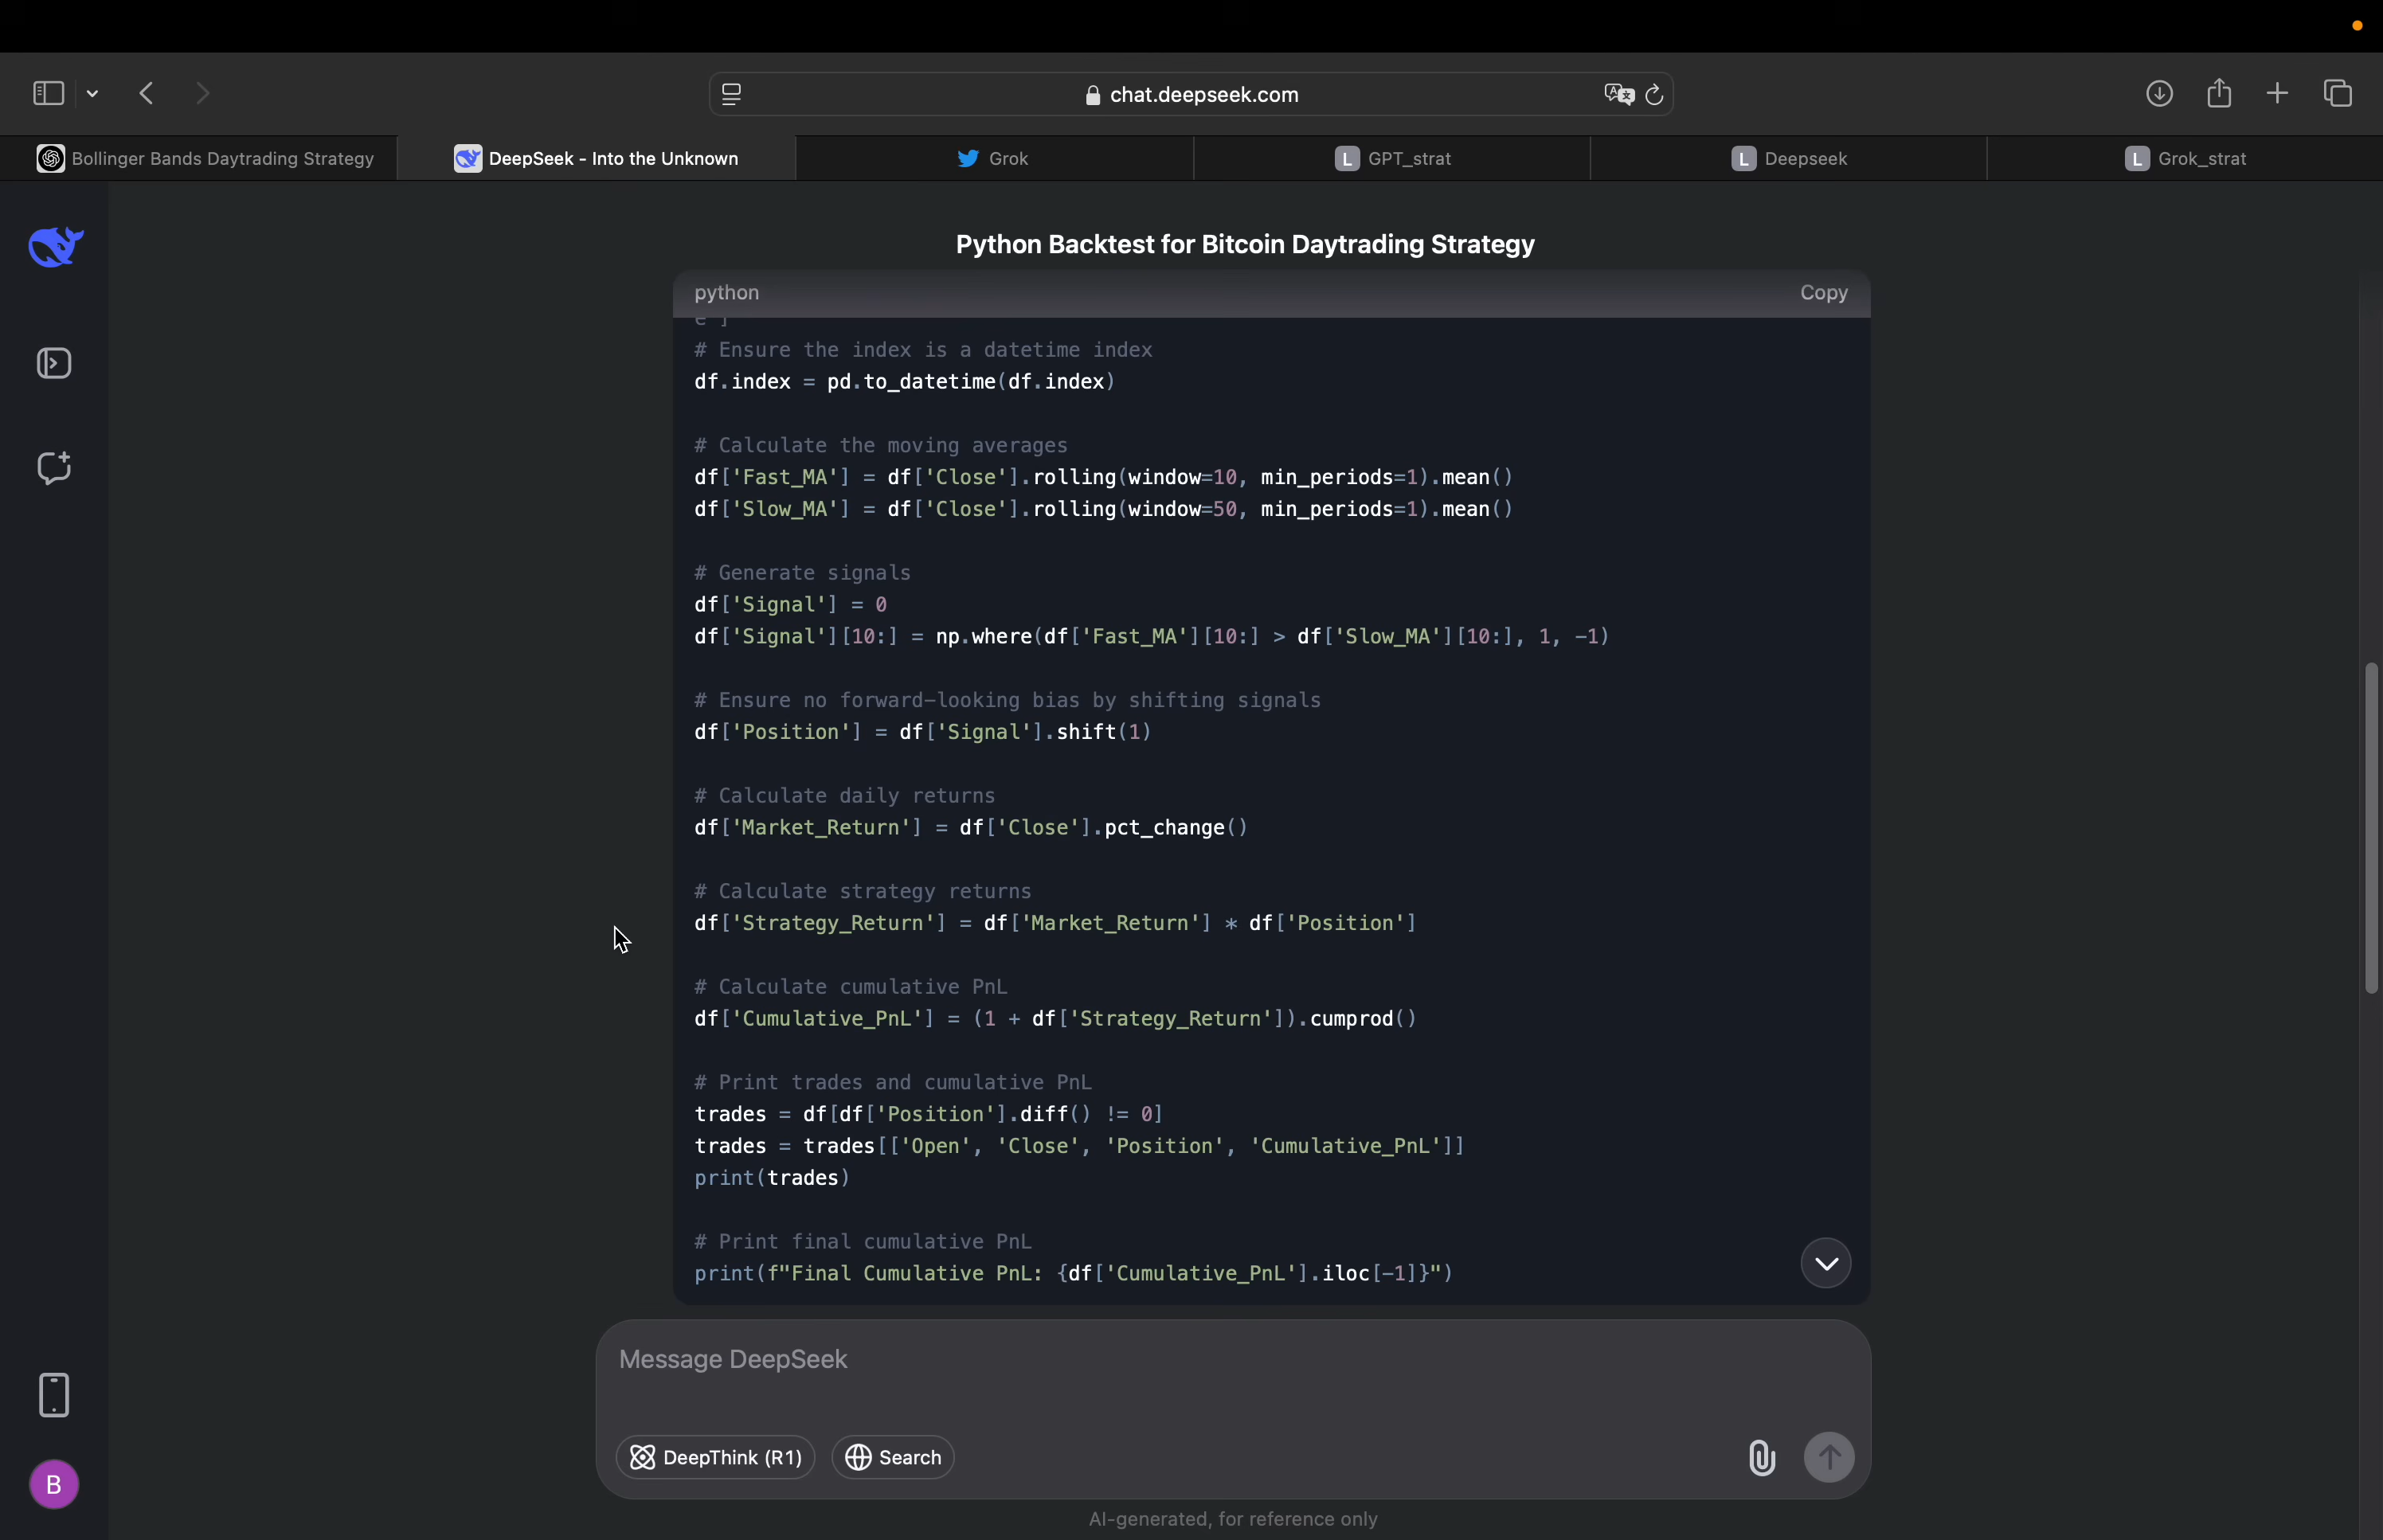 chat.deepseek.com
Bollinger Bands Daytrading Strategy
DeepSeek - Into the Unknown
Grok
L GPT_strat
L Deepseek
L Grok_strat
Python Backtest for Bitcoin Daytrading Strategy
python
Copy
# Ensure the index is a datetime index
df.index = pd.to_datetime(df.index)
# Calculate the moving averages
df['Fast_MA'] = df['Close'].rolling(window=10, min_periods=1).mean()
df['Slow_MA'] = df['Close'].rolling(window=50, min_periods=1).mean()
# Generate signals
df['Signal'] = 0
df['Signal'][10:] = np.where(df['Fast_MA'][10:] > df['Slow_MA'][10:], 1, -1)
# Ensure no forward-looking bias by shifting signals
df['Position'] = df['Signal'].shift(1)
# Calculate daily returns
df['Market_Return'] = df['Close'].pct_change()
# Calculate strategy returns
df['Strategy_Return'] = df['Market_Return'] * df['Position']
# Calculate cumulative PnL
df['Cumulative_PnL'] = (1 + df['Strategy_Return']).cumprod()
# Print trades and cumulative PnL
trades = df[df['Position'].diff() != 0]
trades = trades[['Open', 'Close', 'Position', 'Cumulative_PnL']]
print(trades)
# Print final cumulative PnL
print(f"Final Cumulative PnL: {df['Cumulative_PnL'].iloc[-1]}")
Message DeepSeek
DeepThink (R1)
Search
B
AI-generated, for reference only